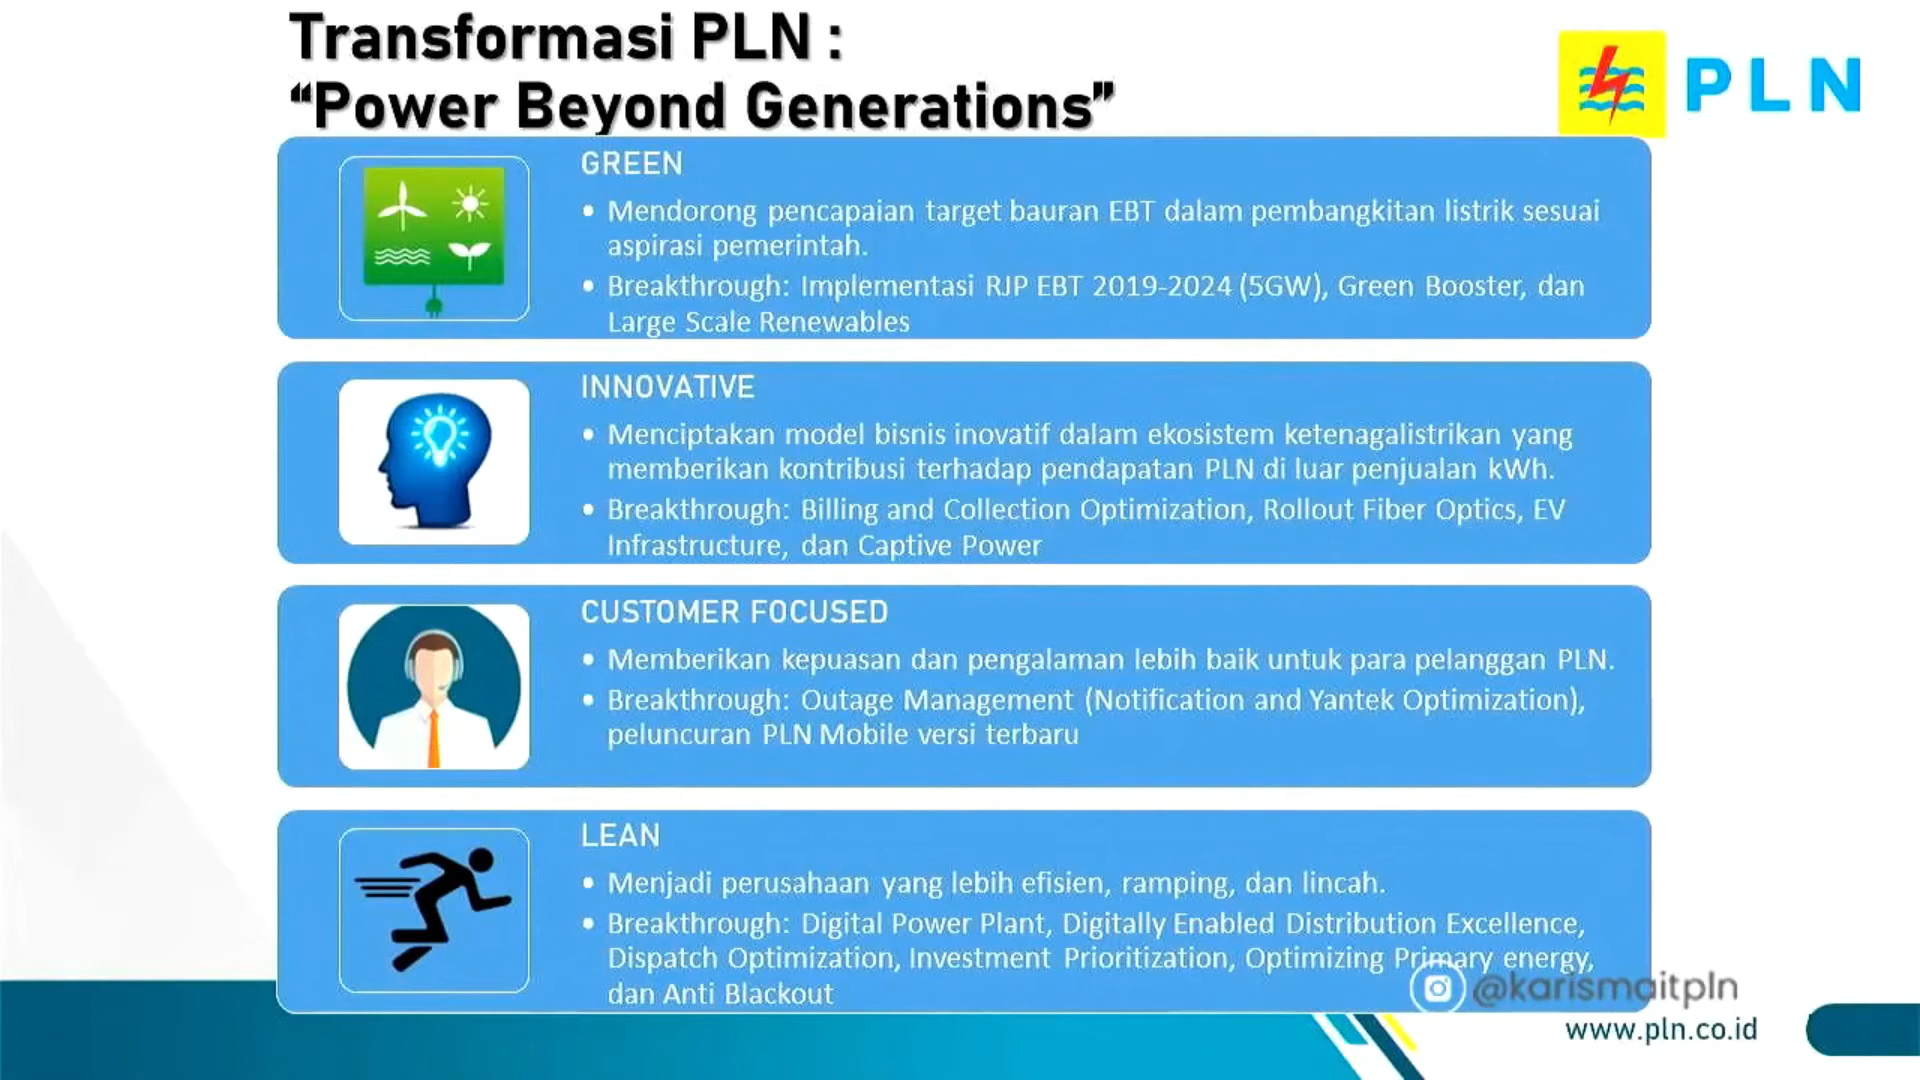 Transformasi PLN :
“Power Beyond Generations”
PLN
GREEN
• Mendorong pencapaian target bauran EBT dalam pembangkitan listrik sesuai
aspirasi pemerintah.
• Breakthrough: Implementasi RJP EBT 2019-2024 (5GW), Green Booster, dan
Large Scale Renewables
INNOVATIVE
• Menciptakan model bisnis inovatif dalam ekosistem ketenagalistrikan yang
memberikan kontribusi terhadap pendapatan PLN di luar penjualan kWh.
• Breakthrough: Billing and Collection Optimization, Rollout Fiber Optics, EV
Infrastructure, dan Captive Power
CUSTOMER FOCUSED
• Memberikan kepuasan dan pengalaman lebih baik untuk para pelanggan PLN.
• Breakthrough: Outage Management (Notification and Yantek Optimization),
peluncuran PLN Mobile versi terbaru
LEAN
• Menjadi perusahaan yang lebih efisien, ramping, dan lincah.
• Breakthrough: Digital Power Plant, Digitally Enabled Distribution Excellence,
Dispatch Optimization, Investment Prioritization, Optimizing Primary energy,
dan Anti Blackout
@karismaitpln
www.pln.co.id